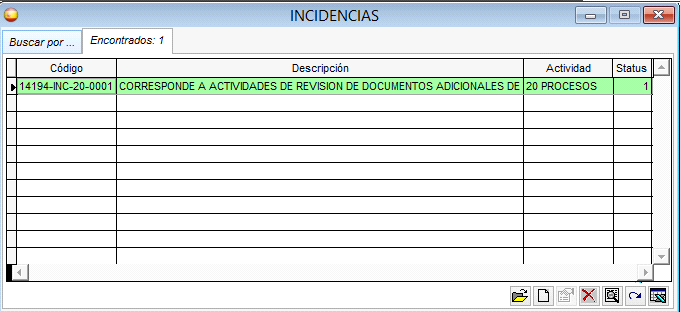 INCIDENCIAS
Buscar por ...
Encontrados: 1
Código Descripción Actividad Status
14194-INC-20-0001 CORRESPONDE A ACTIVIDADES DE REVISION DE DOCUMENTOS ADICIONALES DE 20 PROCESOS 1